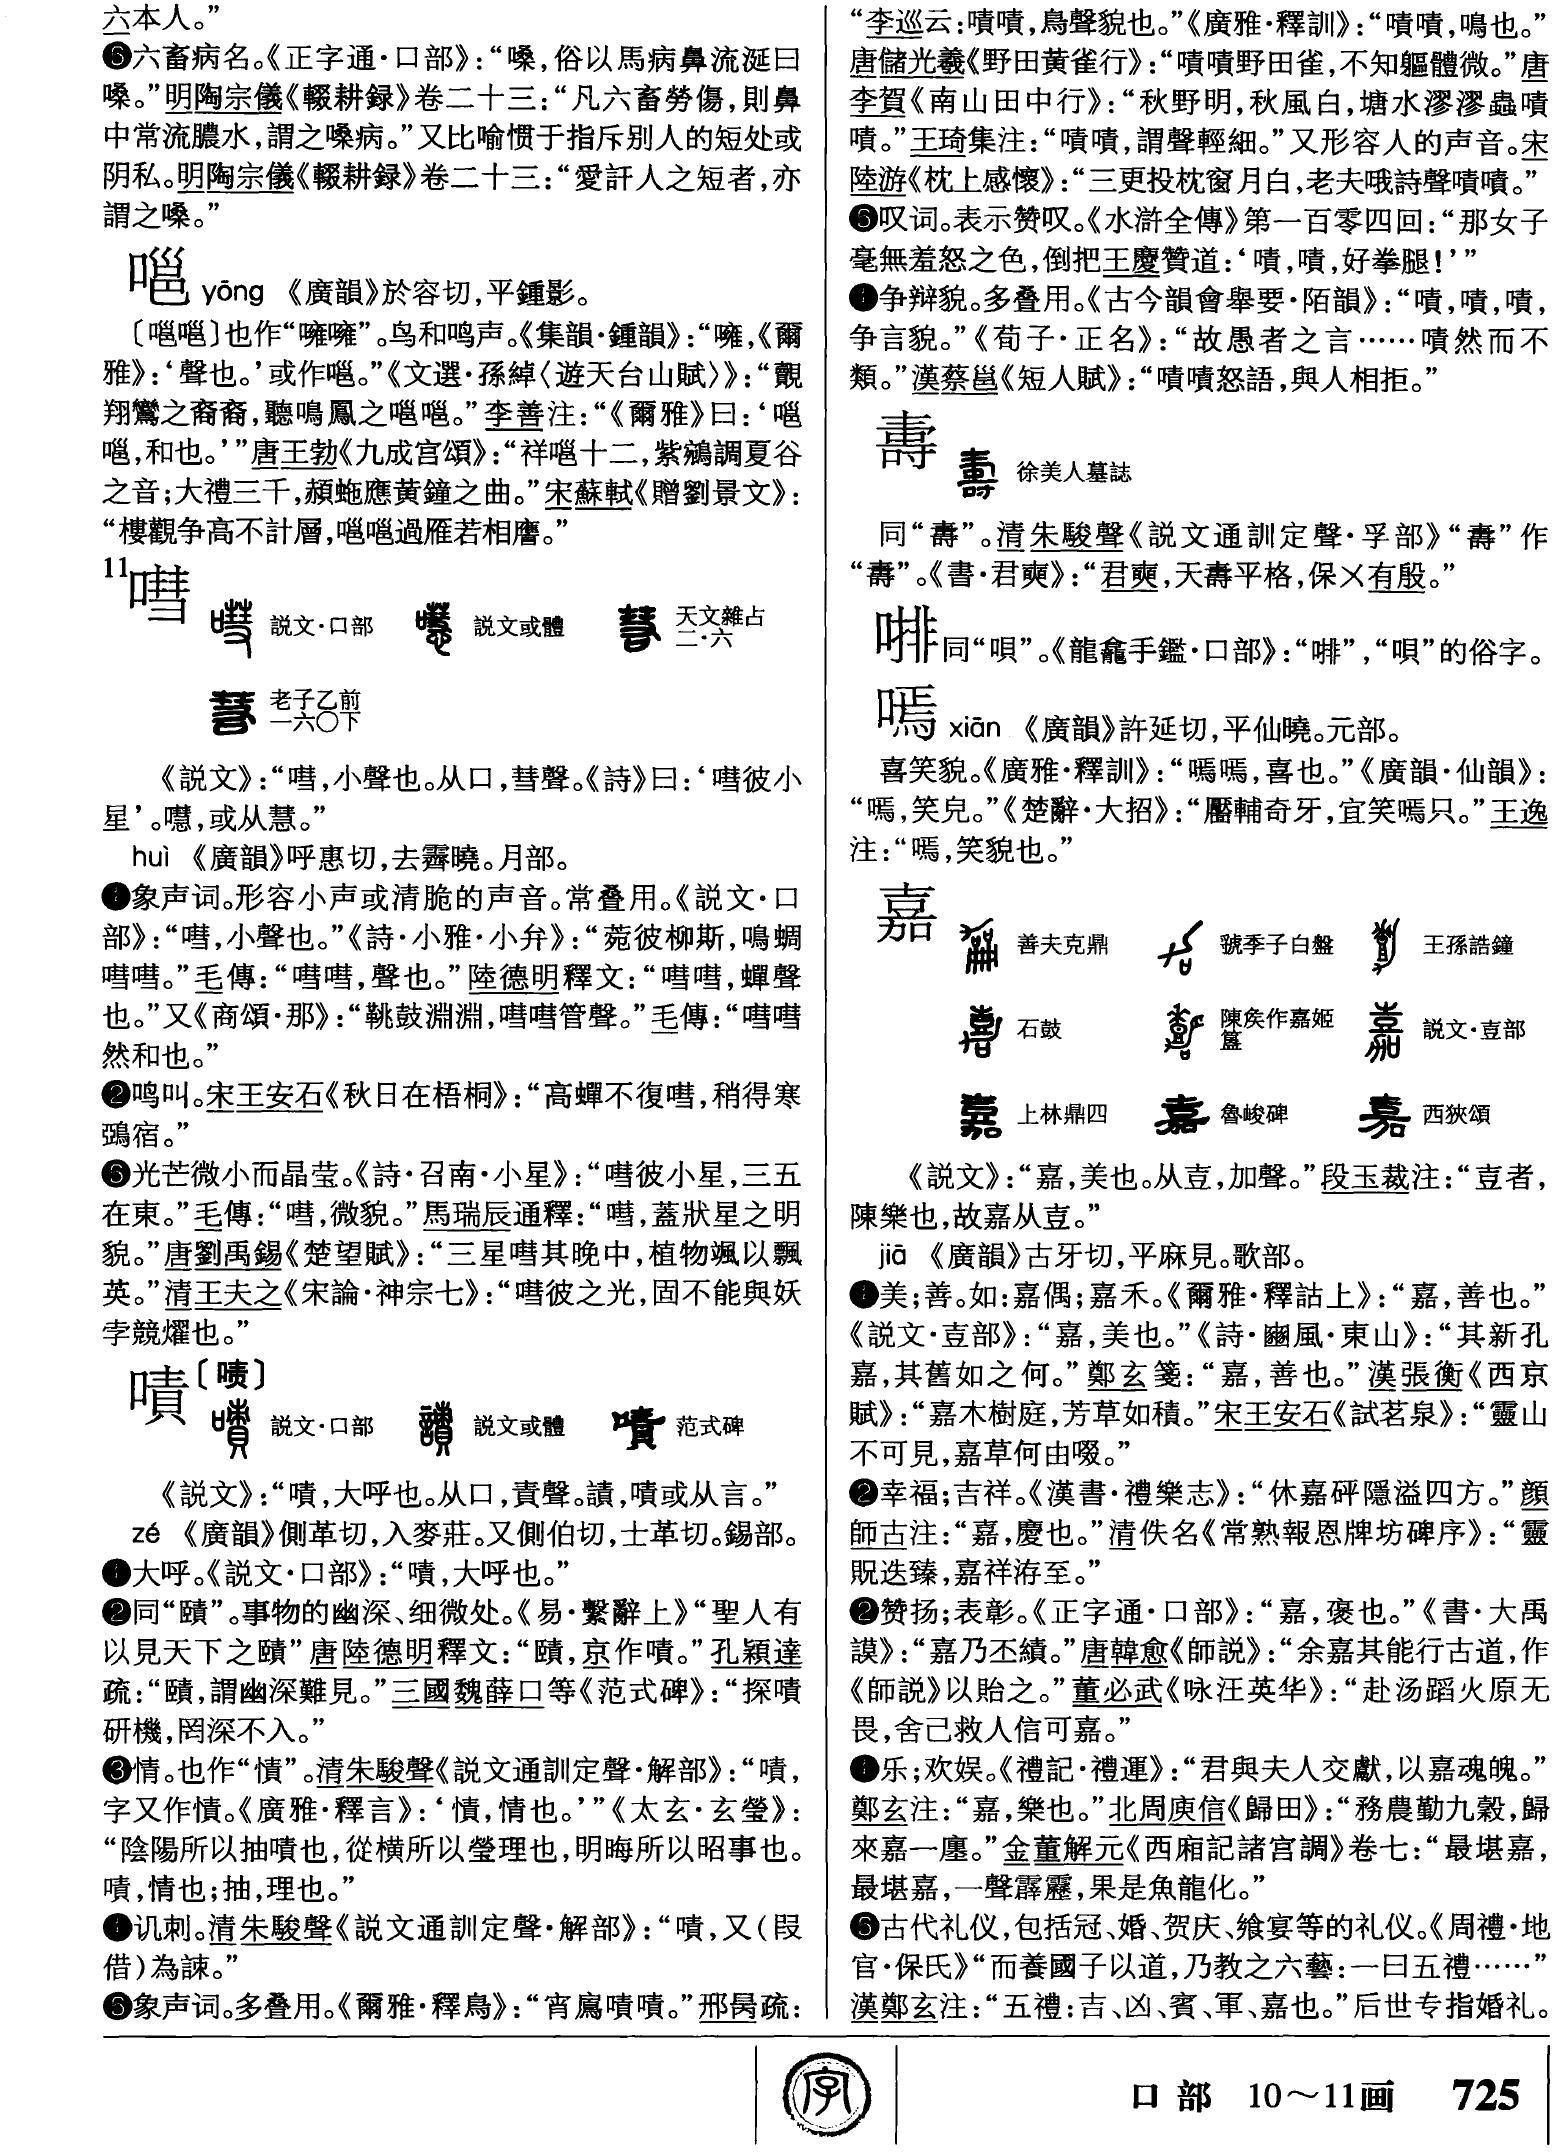 六本人。”
❻六畜病名。《正字通·口部》：“嗓，俗以馬病鼻流涎曰
嗓。”明陶宗儀《輟耕録》卷二十三：“凡六畜勞傷，則鼻
中常流膿水，謂之嗓病。”又比喻惯于指斥别人的短处或
阴私。明陶宗儀《輟耕録》卷二十三：“愛訐人之短者，亦
謂之嗓。”
嗈 yōng 《廣韻》於容切，平鍾影。
〔嗈嗈〕也作“噰噰”。鸟和鸣声。《集韻·鍾韻》：“噰，《爾
雅》：‘聲也。’或作嗈。”《文選·孫綽〈遊天台山賦〉》：“覿
翔鸞之裔裔，聽鳴鳳之嗈嗈。”李善注：“《爾雅》曰：‘嗈
嗈，和也。’”唐王勃《九成宫頌》：“祥嗈十二，紫鵷調夏谷
之音；大禮三千，頳虵應黄鐘之曲。”宋蘇軾《贈劉景文》：
“樓觀争高不計層，嗈嗈過雁若相譍。”
11
嘒 説文·口部 説文或體 天文雜占二·六
老子乙前一六〇下
《説文》：“嘒，小聲也。从口，彗聲。《詩》曰：‘嘒彼小
星’。嚖，或从慧。”
huì 《廣韻》呼惠切，去霽曉。月部。
❶象声词。形容小声或清脆的声音。常叠用。《説文·口
部》：“嘒，小聲也。”《詩·小雅·小弁》：“菀彼柳斯，鳴蜩
嘒嘒。”毛傳：“嘒嘒，聲也。”陸德明釋文：“嘒嘒，蟬聲
也。”又《商頌·那》：“鞉鼓淵淵，嘒嘒管聲。”毛傳：“嘒嘒
然和也。”
❷鸣叫。宋王安石《秋日在梧桐》：“高蟬不復嘒，稍得寒
鵶宿。”
❸光芒微小而晶莹。《詩·召南·小星》：“嘒彼小星，三五
在東。”毛傳：“嘒，微貌。”馬瑞辰通釋：“嘒，蓋狀星之明
貌。”唐劉禹錫《楚望賦》：“三星嘒其晚中，植物颯以飄
英。”清王夫之《宋論·神宗七》：“嘒彼之光，固不能與妖
孛競燿也。”
嘖〔啧〕
説文·口部 説文或體 范式碑
《説文》：“嘖，大呼也。从口，責聲。讀，嘖或从言。”
zé 《廣韻》側革切，入麥莊。又側伯切，士革切。錫部。
❶大呼。《説文·口部》：“嘖，大呼也。”
❷同“賾”。事物的幽深、细微处。《易·繫辭上》“聖人有
以見天下之賾”唐陸德明釋文：“賾，京作嘖。”孔穎達
疏：“賾，謂幽深難見。”三國魏薛口等《范式碑》：“探嘖
研機，罔深不入。”
❸情。也作“㥽”。清朱駿聲《説文通訓定聲·解部》：“嘖，
字又作㥽。《廣雅·釋言》：‘㥽，情也。’”《太玄·玄瑩》：
“陰陽所以抽嘖也，從横所以瑩理也，明晦所以昭事也。
嘖，情也；抽，理也。”
❹讥刺。清朱駿聲《説文通訓定聲·解部》：“嘖，又（叚
借）為諫。”
❺象声词。多叠用。《爾雅·釋鳥》：“宵鳸嘖嘖。”邢昺疏：
“李巡云：嘖嘖，鳥聲貌也。”《廣雅·釋訓》：“嘖嘖，鳴也。”
唐儲光羲《野田黄雀行》：“嘖嘖野田雀，不知軀體微。”唐
李賀《南山田中行》：“秋野明，秋風白，塘水漻漻蟲嘖
嘖。”王琦集注：“嘖嘖，謂聲輕細。”又形容人的声音。宋
陸游《枕上感懷》：“三更投枕窗月白，老夫哦詩聲嘖嘖。”
❻叹词。表示赞叹。《水滸全傳》第一百零四回：“那女子
毫無羞怒之色，倒把王慶贊道：‘嘖，嘖，好拳腿！’”
❼争辩貌。多叠用。《古今韻會舉要·陌韻》：“嘖，嘖，嘖，
争言貌。”《荀子·正名》：“故愚者之言……嘖然而不
類。”漢蔡邕《短人賦》：“嘖嘖怒語，與人相拒。”
徐美人墓誌
同“壽”。清朱駿聲《説文通訓定聲·孚部》“壽”作
“壽”。《書·君奭》：“君奭，天壽平格，保乂有殷。”
同“唄”。《龍龕手鑑·口部》：“啡”，“唄”的俗字。
嘕 xiān 《廣韻》許延切，平仙曉。元部。
喜笑貌。《廣雅·釋訓》：“嘕嘕，喜也。”《廣韻·仙韻》：
“嘕，笑皃。”《楚辭·大招》：“靨輔奇牙，宜笑嘕只。”王逸
注：“嘕，笑貌也。”
嘉 善夫克鼎 虢季子白盤 王孫誥鐘
石鼓 陳矦作嘉姬簋 説文·壴部
上林鼎四 魯峻碑 西狹頌
《説文》：“嘉，美也。从壴，加聲。”段玉裁注：“壴者，
陳樂也，故嘉从壴。”
jiā 《廣韻》古牙切，平麻見。歌部。
❶美；善。如：嘉偶；嘉禾。《爾雅·釋詁上》：“嘉，善也。”
《説文·壴部》：“嘉，美也。”《詩·豳風·東山》：“其新孔
嘉，其舊如之何。”鄭玄箋：“嘉，善也。”漢張衡《西京
賦》：“嘉木樹庭，芳草如積。”宋王安石《試茗泉》：“靈山
不可見，嘉草何由啜。”
❷幸福；吉祥。《漢書·禮樂志》：“休嘉砰隱溢四方。”顔
師古注：“嘉，慶也。”清佚名《常熟報恩牌坊碑序》：“靈
貺迭臻，嘉祥洊至。”
❷赞扬；表彰。《正字通·口部》：“嘉，褒也。”《書·大禹
謨》：“嘉乃丕績。”唐韓愈《師説》：“余嘉其能行古道，作
《師説》以貽之。”董必武《咏汪英华》：“赴汤蹈火原无
畏，舍己救人信可嘉。”
❹乐；欢娱。《禮記·禮運》：“君與夫人交獻，以嘉魂魄。”
鄭玄注：“嘉，樂也。”北周庾信《歸田》：“務農勤九穀，歸
來嘉一廛。”金董解元《西廂記諸宫調》卷七：“最堪嘉，
最堪嘉，一聲霹靂，果是魚龍化。”
❺古代礼仪，包括冠、婚、贺庆、飨宴等的礼仪。《周禮·地
官·保氏》“而養國子以道，乃教之六藝：一曰五禮……”
漢鄭玄注：“五禮：吉、凶、賓、軍、嘉也。”后世专指婚礼。
字
口部 10～11画 725